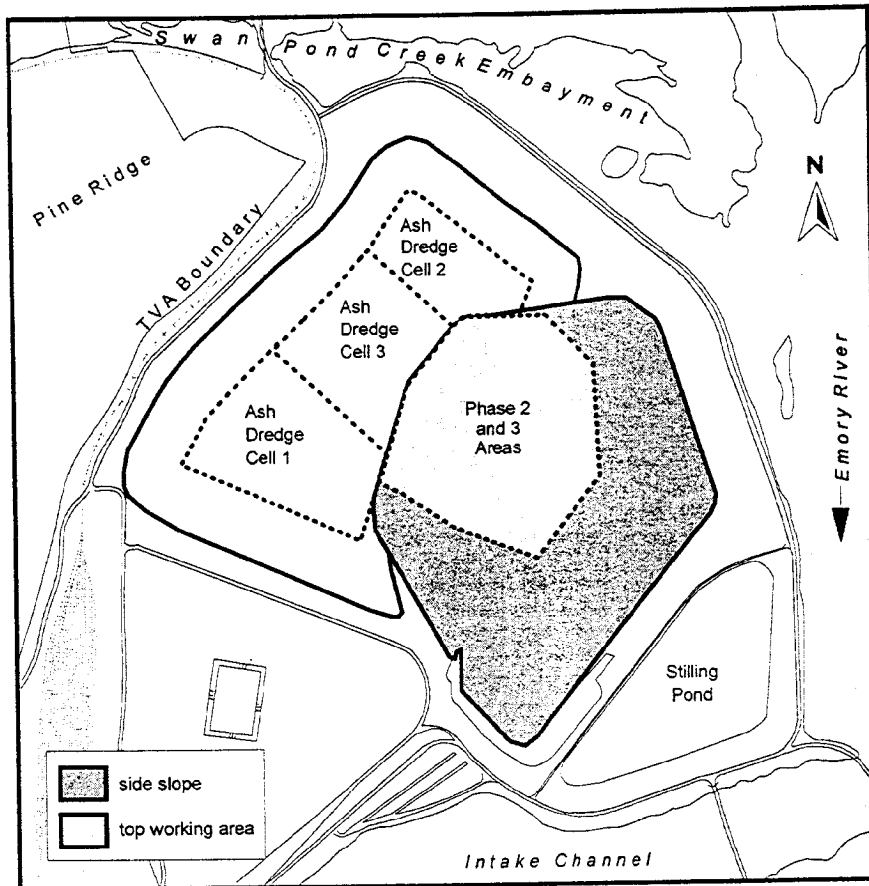 Swan Pond Creek Embayment
Pine Ridge
TVA Boundary
N
Ash
Dredge
Cell 2
Ash
Dredge
Cell 3
Ash
Dredge
Cell 1
Phase 2
and 3
Areas
Emory River
Stilling
Pond
side slope
top working area
Intake Channel